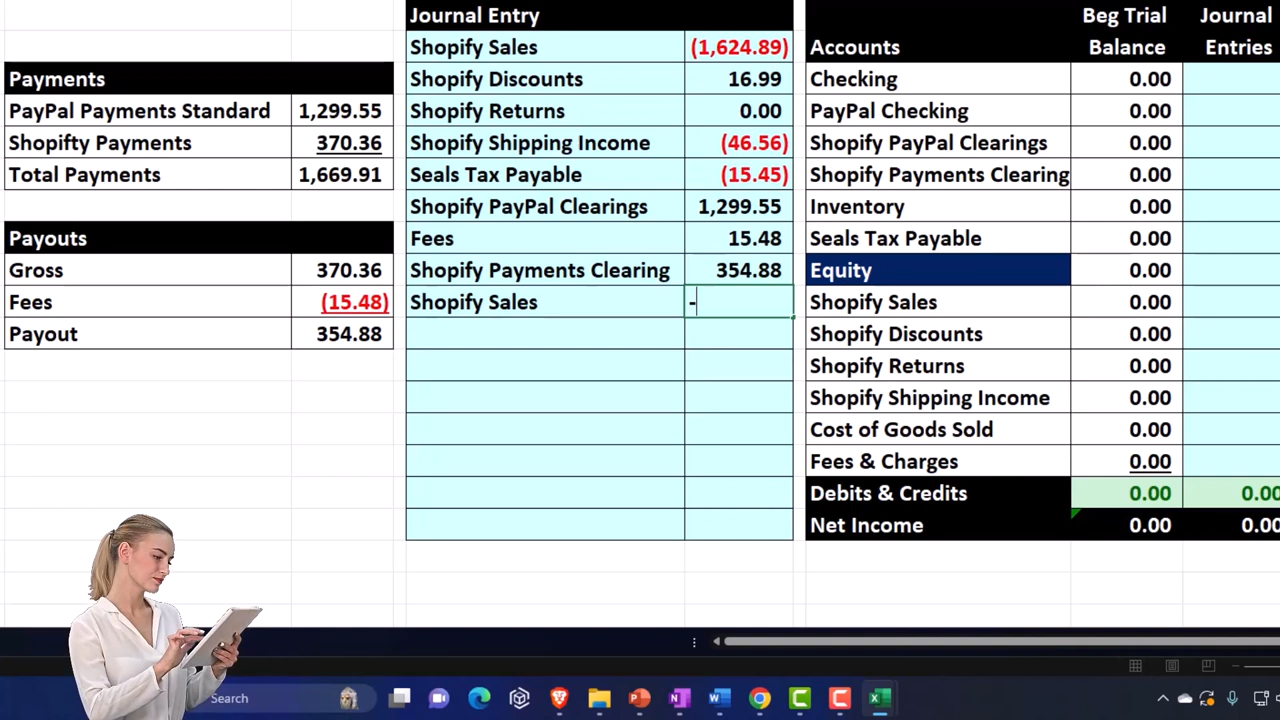 Payments
PayPal Payments Standard 1,299.55
Shopifty Payments 370.36
Total Payments 1,669.91
Payouts
Gross 370.36
Fees (15.48)
Payout 354.88
Journal Entry
Shopify Sales (1,624.89)
Shopify Discounts 16.99
Shopify Returns 0.00
Shopify Shipping Income (46.56)
Seals Tax Payable (15.45)
Shopify PayPal Clearings 1,299.55
Fees 15.48
Shopify Payments Clearing 354.88
Shopify Sales -
Beg Trial Journal
Accounts Balance Entries
Checking 0.00
PayPal Checking 0.00
Shopify PayPal Clearings 0.00
Shopify Payments Clearing 0.00
Inventory 0.00
Seals Tax Payable 0.00
Equity 0.00
Shopify Sales 0.00
Shopify Discounts 0.00
Shopify Returns 0.00
Shopify Shipping Income 0.00
Cost of Goods Sold 0.00
Fees & Charges 0.00
Debits & Credits 0.00 0.00
Net Income 0.00 0.00
Search